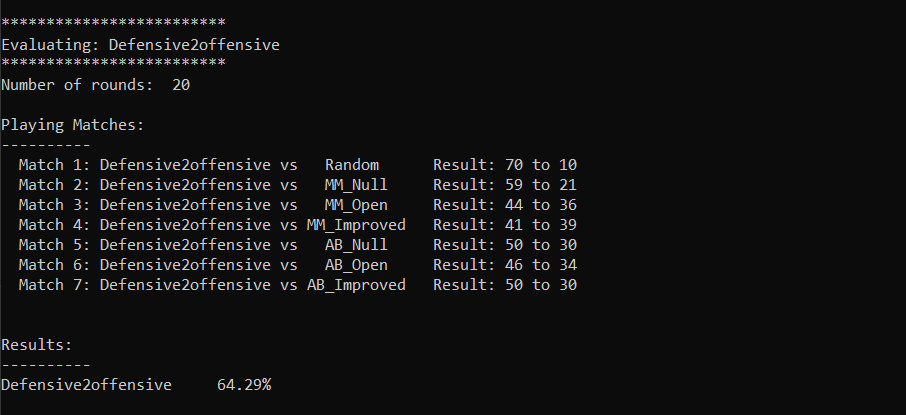 *************************
Evaluating: Defensive2offensive
*************************
Number of rounds:  20
Playing Matches:
----------
  Match 1: Defensive2offensive vs   Random      Result: 70 to 10
  Match 2: Defensive2offensive vs   MM_Null     Result: 59 to 21
  Match 3: Defensive2offensive vs   MM_Open     Result: 44 to 36
  Match 4: Defensive2offensive vs MM_Improved   Result: 41 to 39
  Match 5: Defensive2offensive vs   AB_Null     Result: 50 to 30
  Match 6: Defensive2offensive vs   AB_Open     Result: 46 to 34
  Match 7: Defensive2offensive vs AB_Improved   Result: 50 to 30
Results:
----------
Defensive2offensive     64.29%